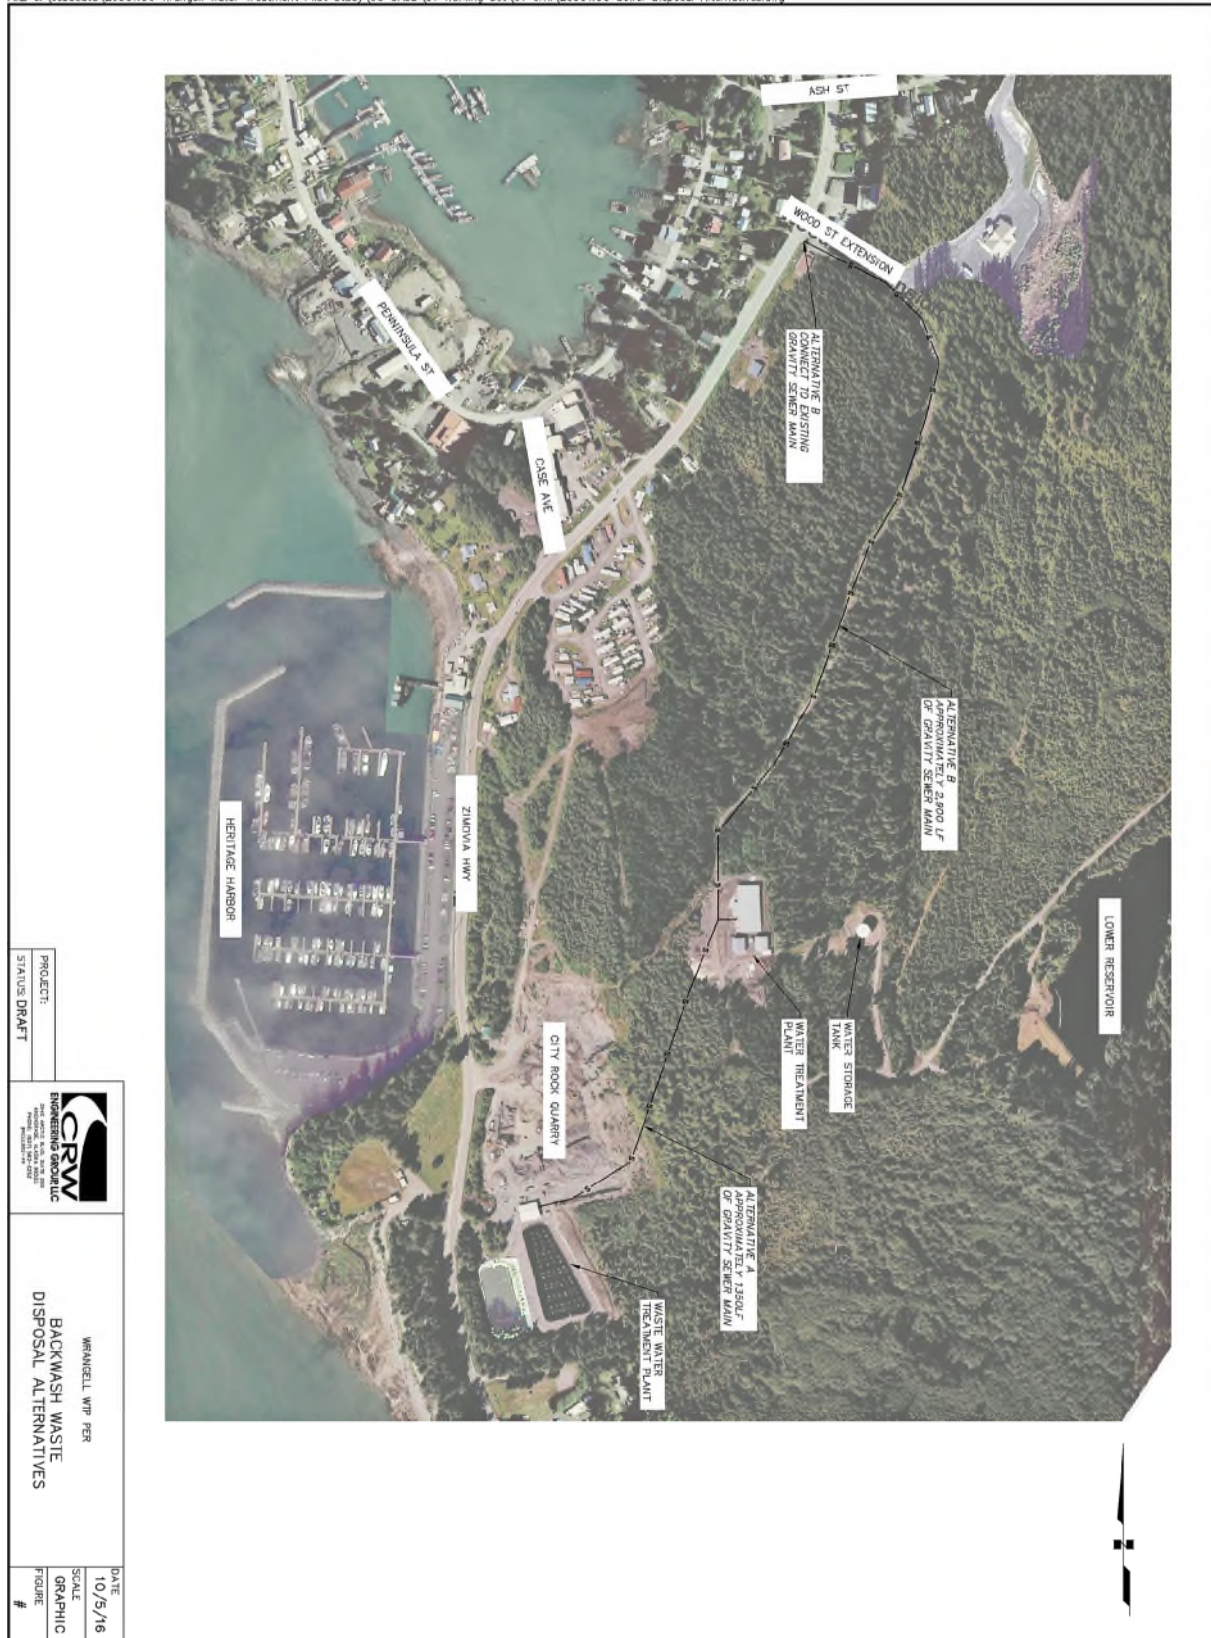 ASH ST
WOOD ST EXTENSION
PENNINSULA ST
ALTERNATIVE B
CONNECT TO EXISTING
GRAVITY SEWER MAIN
CASE AVE
ALTERNATIVE B
APPROXIMATELY 2,900 LF
OF GRAVITY SEWER MAIN
ZIMOVIA HWY
HERITAGE HARBOR
LOWER RESERVOIR
WATER STORAGE
TANK
WATER TREATMENT
PLANT
CITY ROCK QUARRY
ALTERNATIVE A
APPROXIMATELY 1350LF
OF GRAVITY SEWER MAIN
WASTE WATER
TREATMENT PLANT
PROJECT:
STATUS: DRAFT
CRW
ENGINEERING GROUP, LLC
WRANGELL WTP PER
BACKWASH WASTE
DISPOSAL ALTERNATIVES
DATE
10/5/16
SCALE
GRAPHIC
FIGURE
#